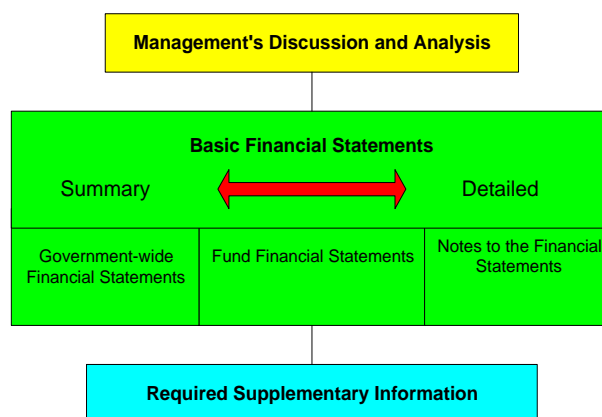 Management's Discussion and Analysis
Basic Financial Statements
Summary
Detailed
Government-wide
Financial Statements
Fund Financial Statements
Notes to the Financial
Statements
Required Supplementary Information